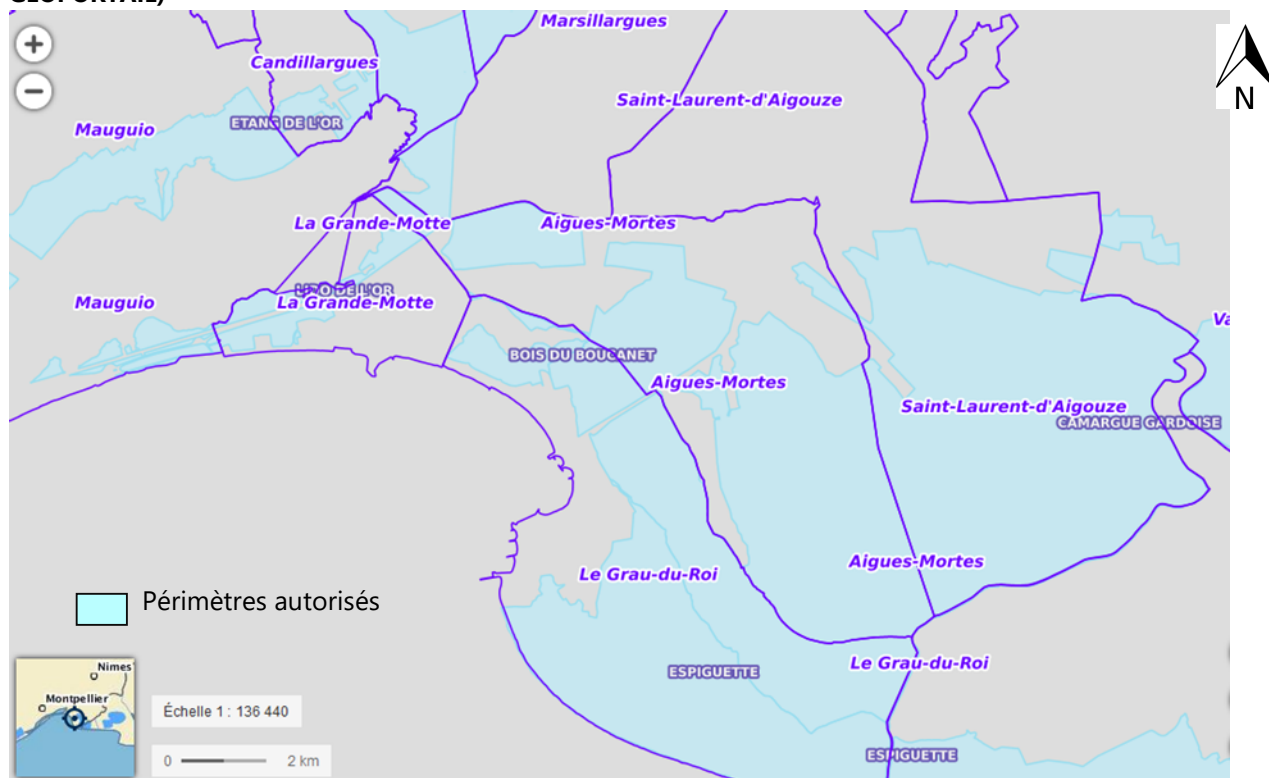 Marsillargues
Candillargues
Saint-Laurent-d'Aigouze
ETANG DE L'OR
Mauguio
N
La Grande-Motte
Aigues-Mortes
Mauguio
La Grande-Motte
BOIS DU BOUCANET
Aigues-Mortes
Saint-Laurent-d'Aigouze
CAMARGUE GARDOISE
Aigues-Mortes
Le Grau-du-Roi
Périmètres autorisés
Le Grau-du-Roi
ESPIGUETTE
Nimes
Montpellier
Échelle 1 : 136 440
ESPIGUETTE
0 2 km